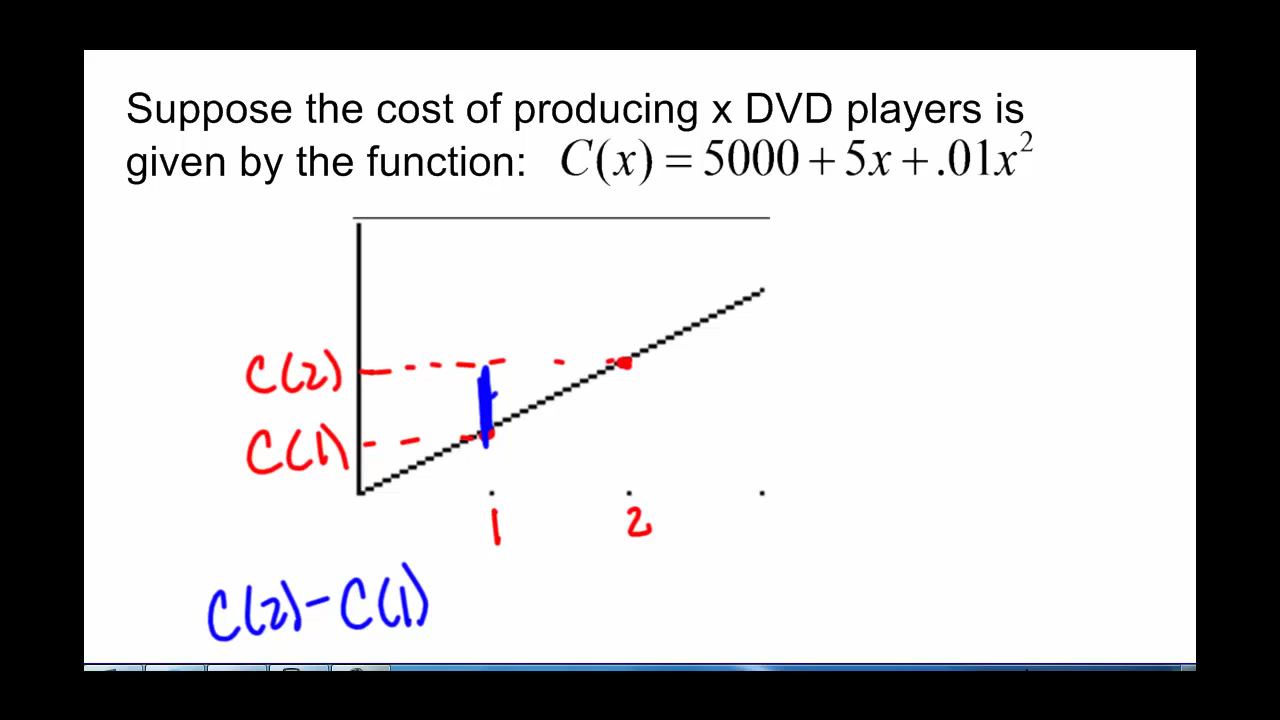 Suppose the cost of producing x DVD players is
given by the function: C(x) = 5000 + 5x + .01x²
C(2)
C(1)
1 2
C(2) - C(1)